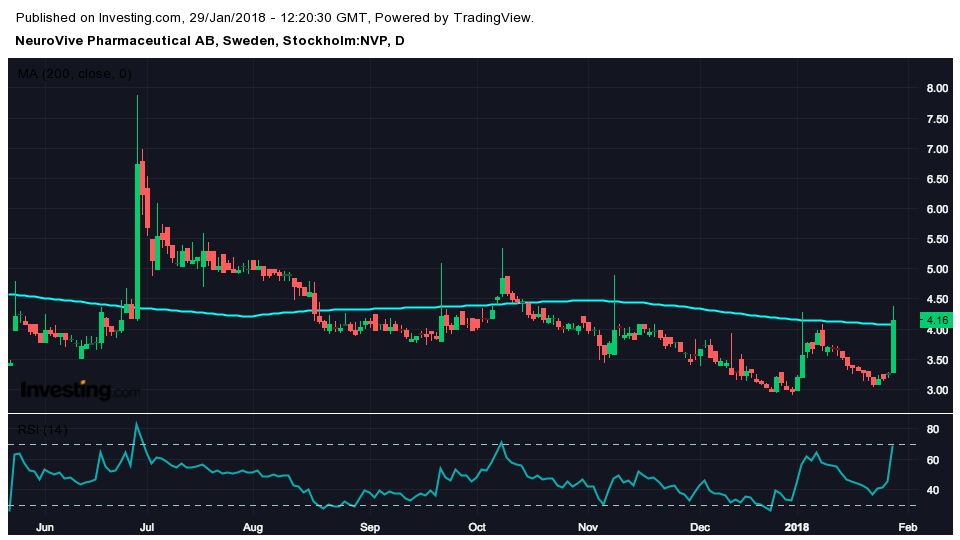 Published on Investing.com, 29/Jan/2018 - 12:20:30 GMT, Powered by TradingView.
NeuroVive Pharmaceutical AB, Sweden, Stockholm:NVP, D
MA (200, close, 0)
8.00
7.50
7.00
6.50
6.00
5.50
5.00
4.50
4.16
4.00
3.50
3.00
Investing.com
RSI (14)
80
60
40
Jun Jul Aug Sep Oct Nov Dec 2018 Feb